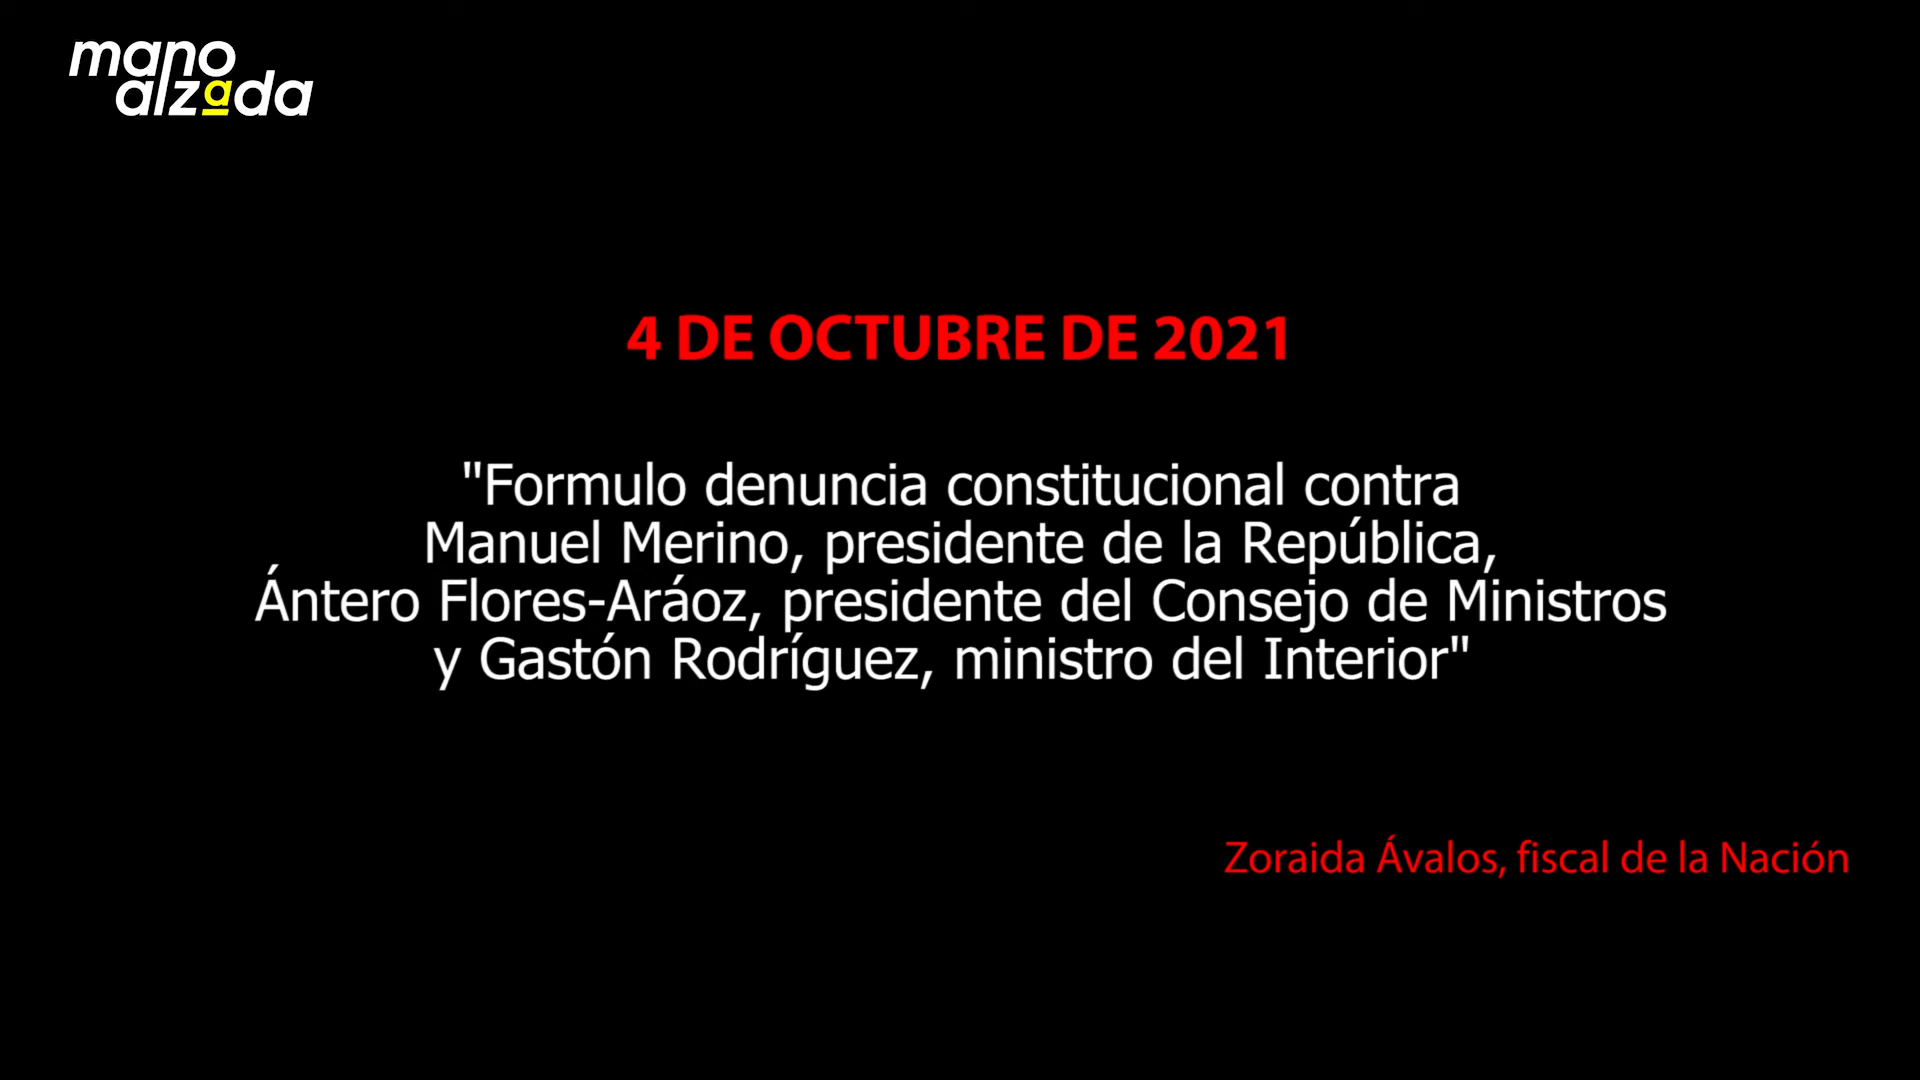 mano
alzada
4 DE OCTUBRE DE 2021
"Formulo denuncia constitucional contra
Manuel Merino, presidente de la República,
Ántero Flores-Aráoz, presidente del Consejo de Ministros
y Gastón Rodríguez, ministro del Interior"
Zoraida Ávalos, fiscal de la Nación